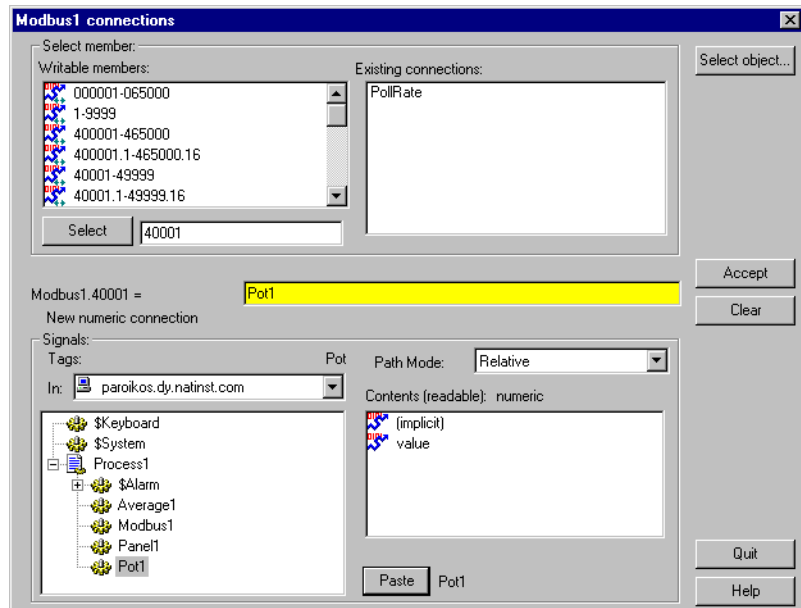 Modbus1 connections
Select member:
Writable members:
000001-065000
1-9999
400001-465000
400001.1-465000.16
40001-49999
40001.1-49999.16
Select
40001
Existing connections:
PollRate
Select object...
Modbus1.40001 =
Pot1
New numeric connection
Accept
Clear
Signals:
Tags:
Pot
In:
paroikos.dy.natinst.com
$Keyboard
$System
Process1
$Alarm
Average1
Modbus1
Panel1
Pot1
Path Mode:
Relative
Contents (readable): numeric
(implicit)
value
Paste
Pot1
Quit
Help